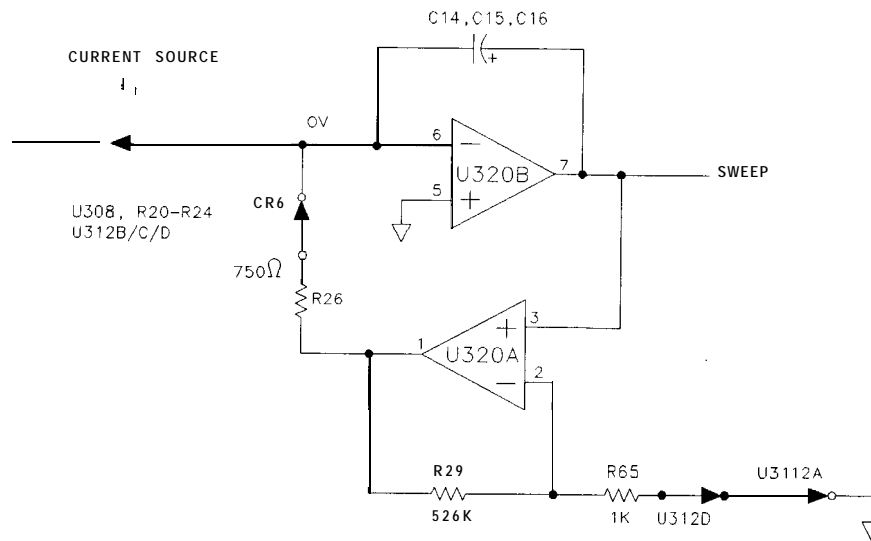 C14,C15,C16
CURRENT SOURCE
+
0V
6
−
U320B
7
5
+
SWEEP
CR6
U308, R20–R24
U312B/C/D
750Ω
R26
3
+
1
U320A
2
−
R29
526K
R65
1K
U312D
U3112A